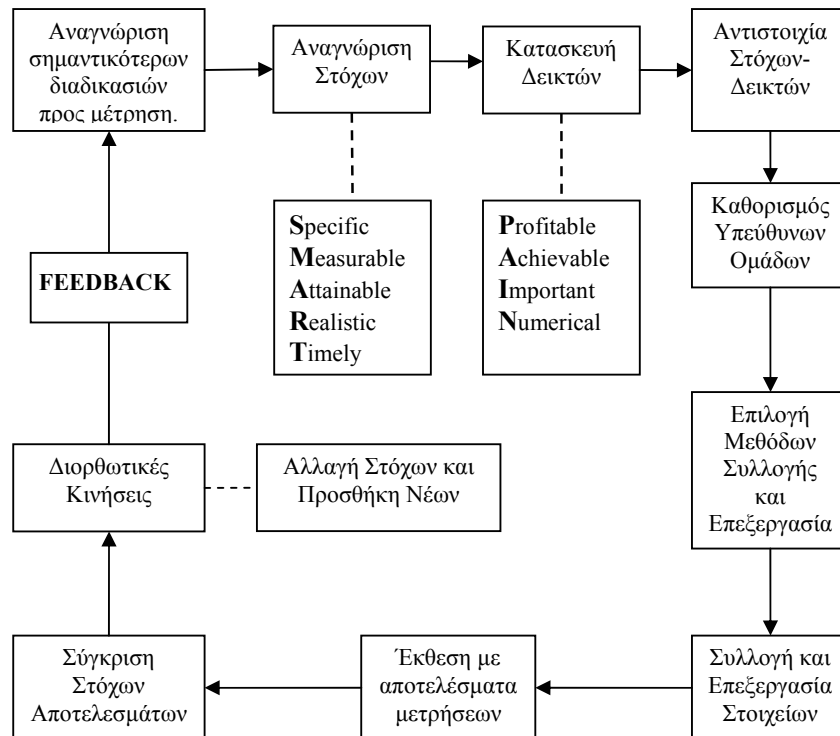 Αναγνώριση
σημαντικότερων
διαδικασιών
προς μέτρηση.
Αναγνώριση
Στόχων
Κατασκευή
Δεικτών
Αντιστοιχία
Στόχων-
Δεικτών
Specific
Measurable
Attainable
Realistic
Timely
Profitable
Achievable
Important
Numerical
Καθορισμός
Υπεύθυνων
Ομάδων
FEEDBACK
Επιλογή
Μεθόδων
Συλλογής
και
Επεξεργασία
Διορθωτικές
Κινήσεις
Αλλαγή Στόχων και
Προσθήκη Νέων
Σύγκριση
Στόχων
Αποτελεσμάτων
Έκθεση με
αποτελέσματα
μετρήσεων
Συλλογή και
Επεξεργασία
Στοιχείων